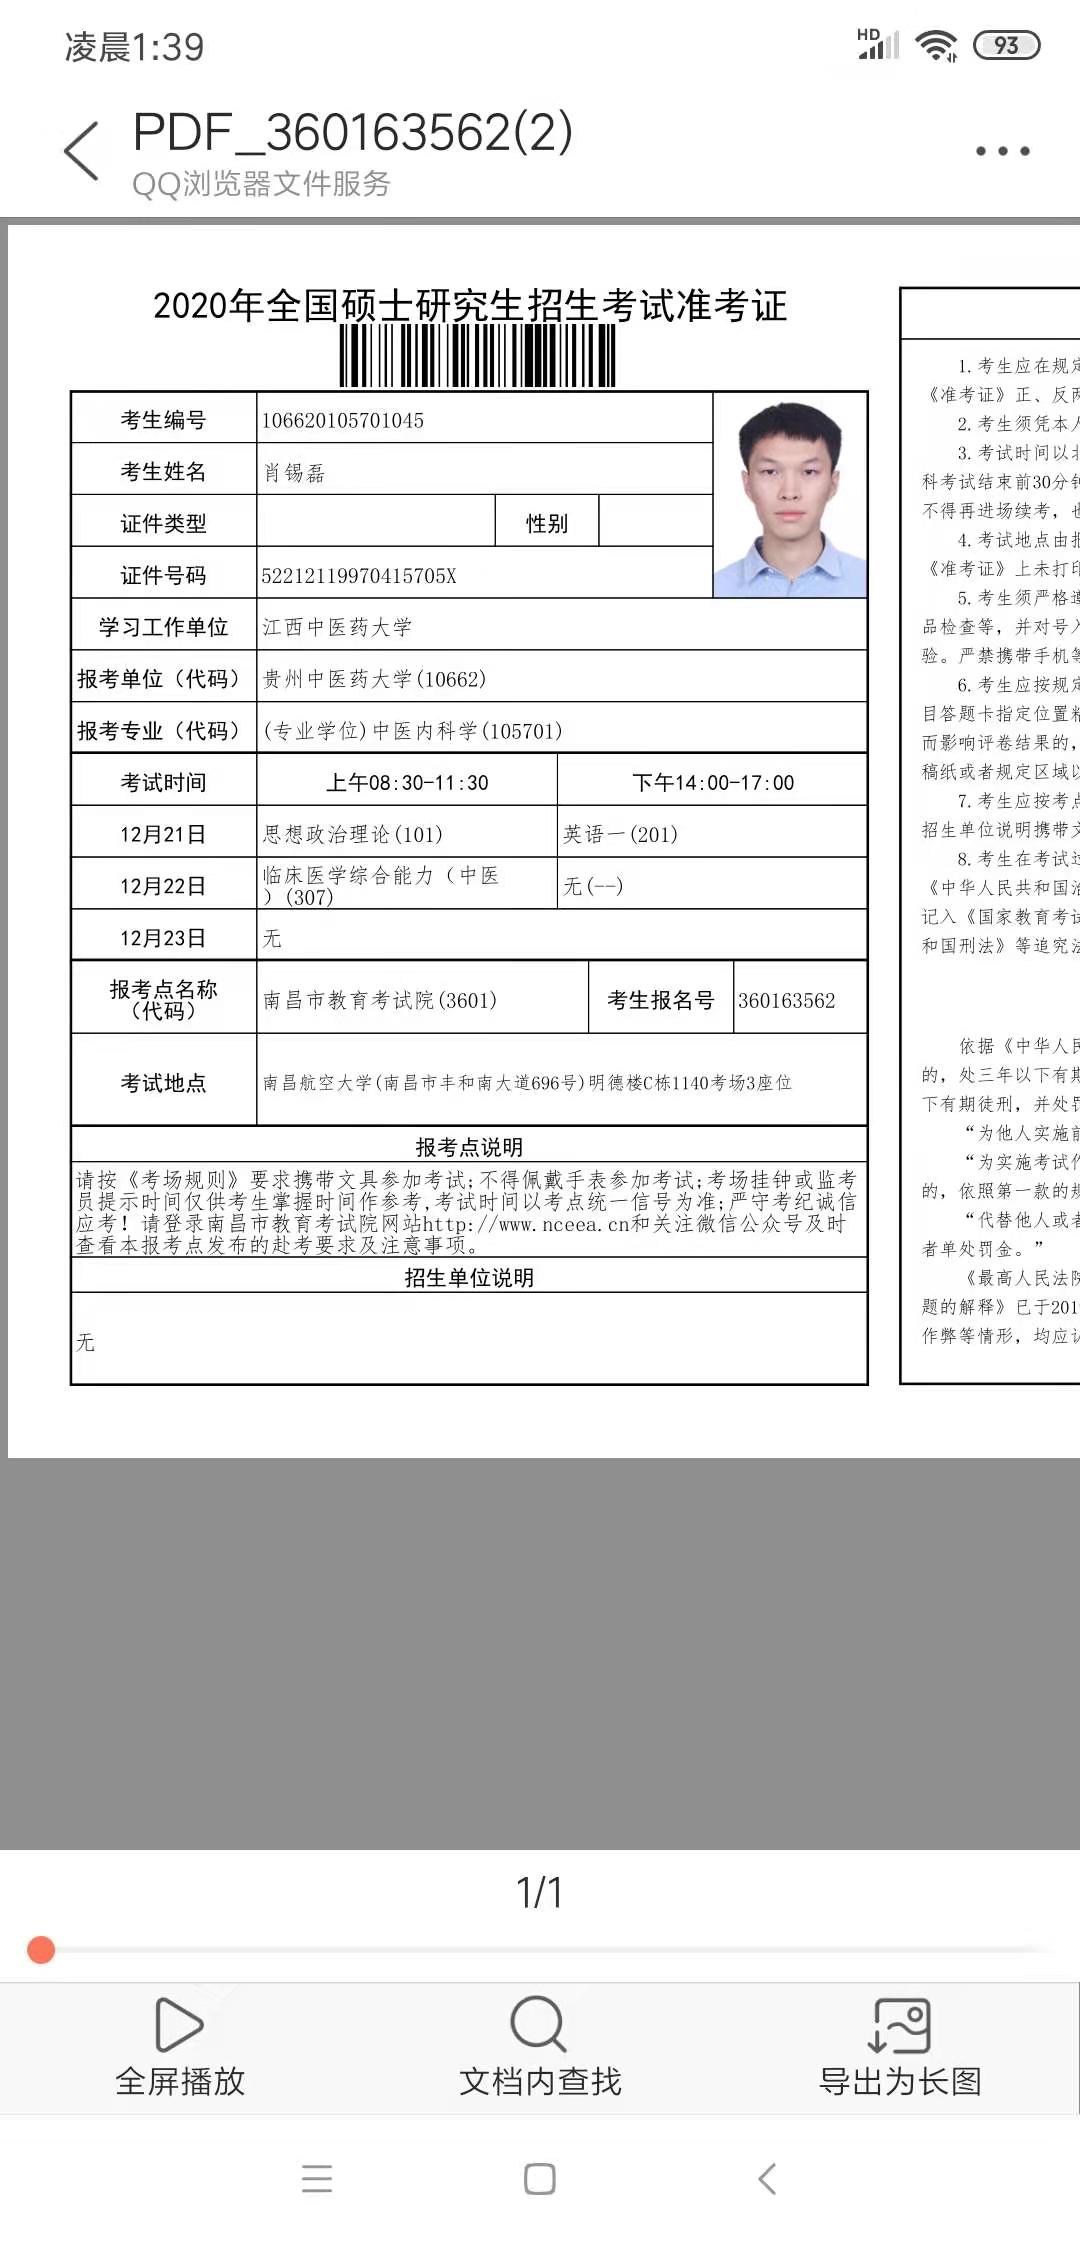 凌晨1:39
HD
93
PDF_360163562(2)
QQ浏览器文件服务
2020年全国硕士研究生招生考试准考证
考生编号 106620105701045
考生姓名 肖锡磊
证件类型 性别
证件号码 52212119970415705X
学习工作单位 江西中医药大学
报考单位（代码） 贵州中医药大学(10662)
报考专业（代码） (专业学位)中医内科学(105701)
考试时间 上午08:30-11:30 下午14:00-17:00
12月21日 思想政治理论(101) 英语一(201)
12月22日 临床医学综合能力（中医
）(307) 无(--)
12月23日 无
报考点名称
（代码） 南昌市教育考试院(3601) 考生报名号 360163562
考试地点 南昌航空大学(南昌市丰和南大道696号)明德楼C栋1140考场3座位
报考点说明
请按《考场规则》要求携带文具参加考试;不得佩戴手表参加考试;考场挂钟或监考
员提示时间仅供考生掌握时间作参考,考试时间以考点统一信号为准;严守考纪诚信
应考！请登录南昌市教育考试院网站http://www.nceea.cn和关注微信公众号及时
查看本报考点发布的赴考要求及注意事项。
招生单位说明
无
1.考生应在规定
《准考证》正、反两
2.考生须凭本人
3.考试时间以北
科考试结束前30分钟
不得再进场续考，也
4.考试地点由报
《准考证》上未打印
5.考生须严格遵
品检查等，并对号入
验。严禁携带手机等
6.考生应按规定
目答题卡指定位置粘
而影响评卷结果的，
稿纸或者规定区域以
7.考生应按考点
招生单位说明携带文
8.考生在考试过
《中华人民共和国治
记入《国家教育考试
和国刑法》等追究法
依据《中华人民
的，处三年以下有期
下有期徒刑，并处罚
“为他人实施前
“为实施考试作
的，依照第一款的规
“代替他人或者
者单处罚金。”
《最高人民法院
题的解释》已于201
作弊等情形，均应认
1/1
全屏播放
文档内查找
导出为长图